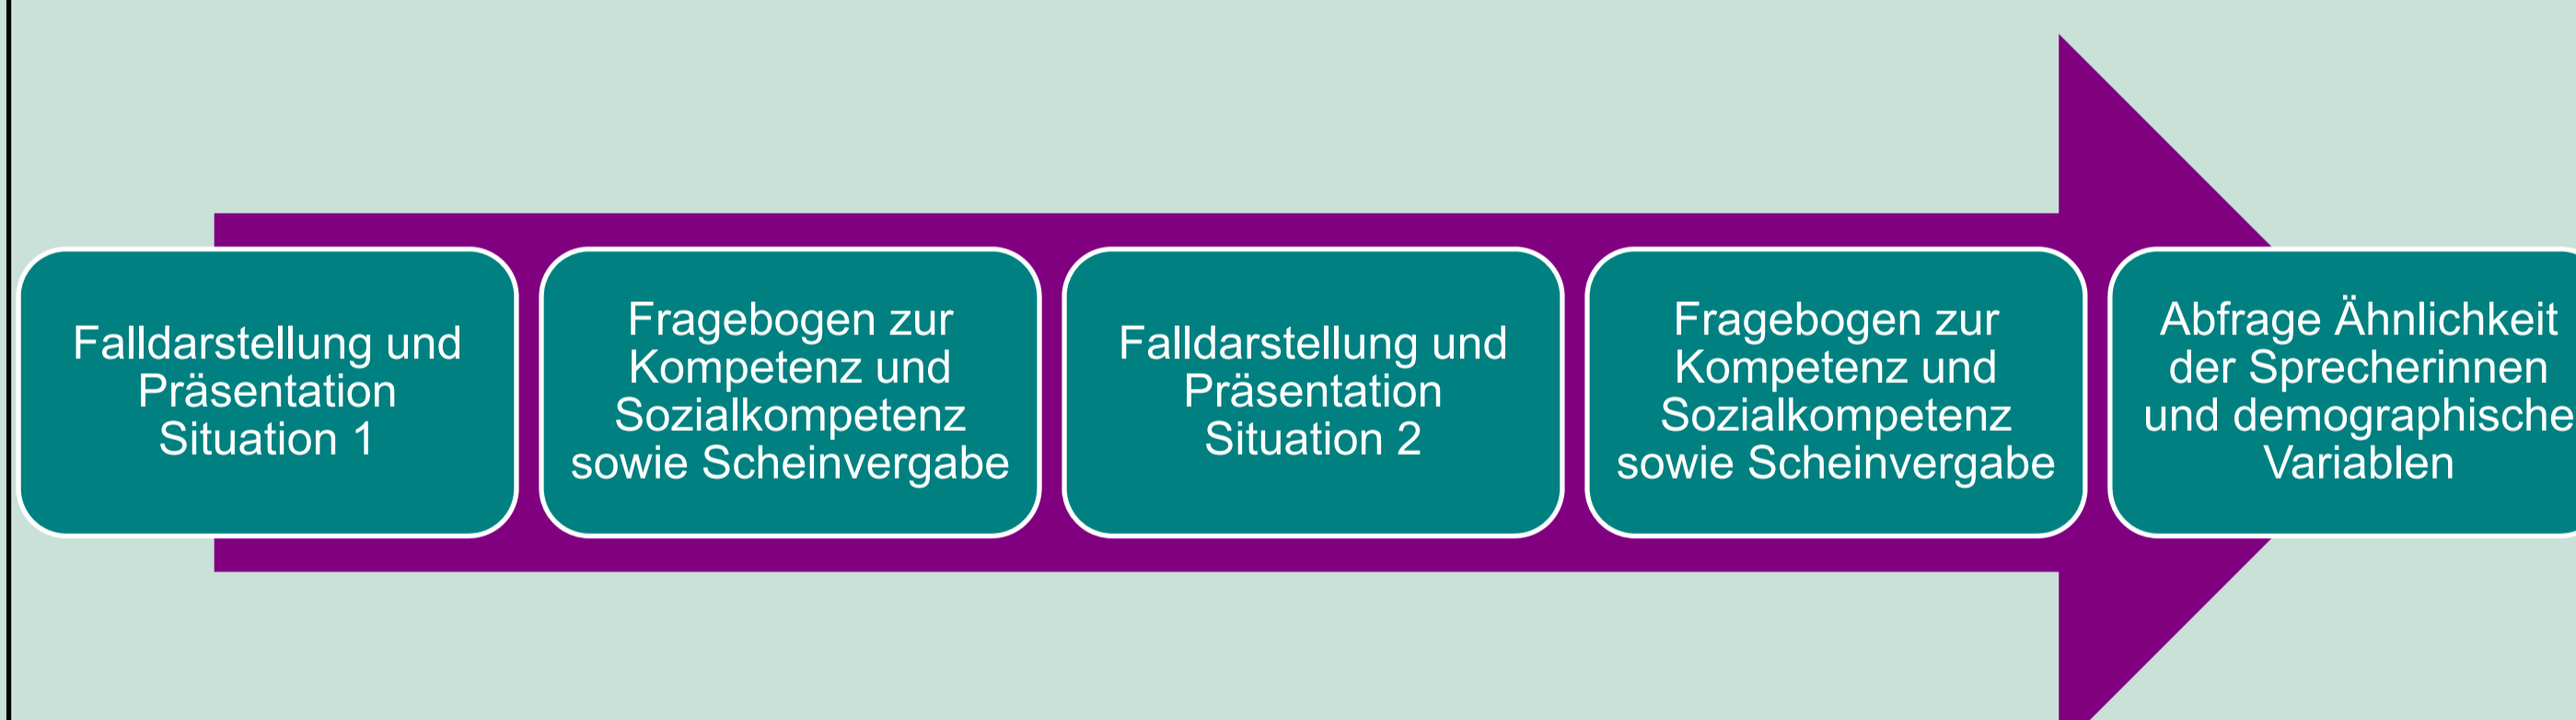 Falldarstellung und
Präsentation
Situation 1
Fragebogen zur
Kompetenz und
Sozialkompetenz
sowie Scheinvergabe
Falldarstellung und
Präsentation
Situation 2
Fragebogen zur
Kompetenz und
Sozialkompetenz
sowie Scheinvergabe
Abfrage Ähnlichkeit
der Sprecherinnen
und demographische
Variablen